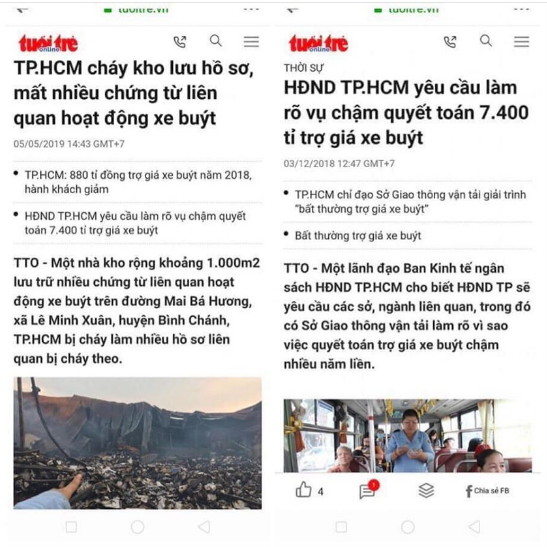 tuoitre.vn
tuổi trẻ
online
TP.HCM cháy kho lưu hồ sơ,
mất nhiều chứng từ liên
quan hoạt động xe buýt
05/05/2019 14:43 GMT+7
• TP.HCM: 880 tỉ đồng trợ giá xe buýt năm 2018,
hành khách giảm
• HĐND TP.HCM yêu cầu làm rõ vụ chậm quyết
toán 7.400 tỉ trợ giá xe buýt
TTO - Một nhà kho rộng khoảng 1.000m2
lưu trữ nhiều chứng từ liên quan hoạt
động xe buýt trên đường Mai Bá Hương,
xã Lê Minh Xuân, huyện Bình Chánh,
TP.HCM bị cháy làm nhiều hồ sơ liên
quan bị cháy theo.
tuoitre.vn
tuổi trẻ
online
THỜI SỰ
HĐND TP.HCM yêu cầu làm
rõ vụ chậm quyết toán 7.400
tỉ trợ giá xe buýt
03/12/2018 12:47 GMT+7
• TP.HCM chỉ đạo Sở Giao thông vận tải giải trình
"bất thường trợ giá xe buýt"
• Bất thường trợ giá xe buýt
TTO - Một lãnh đạo Ban Kinh tế ngân
sách HĐND TP.HCM cho biết HĐND TP sẽ
yêu cầu các sở, ngành liên quan, trong đó
có Sở Giao thông vận tải làm rõ vì sao
việc quyết toán trợ giá xe buýt chậm
nhiều năm liền.
4
1
Chia sẻ FB